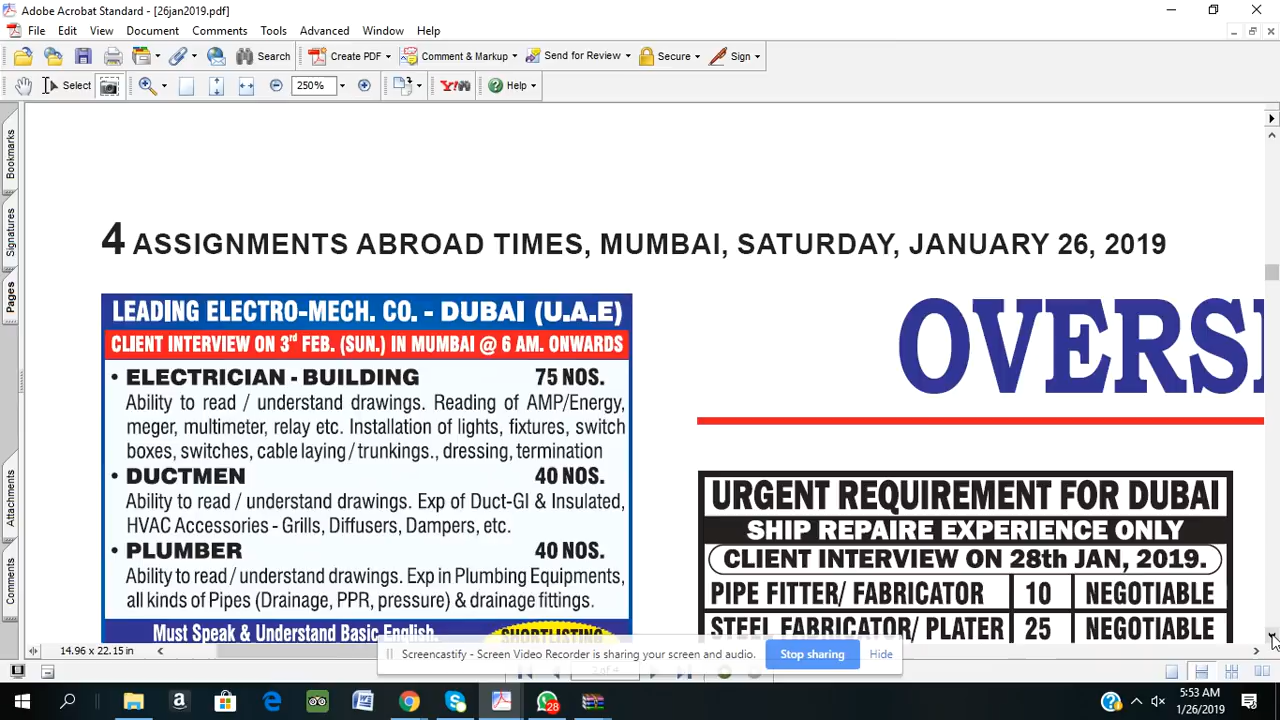 Adobe Acrobat Standard - [26jan2019.pdf]
File Edit View Document Comments Tools Advanced Window Help
Search Create PDF Comment & Markup Send for Review Secure Sign
Select 250% Y! Help
Bookmarks
Signatures
Pages
Attachments
Comments
4 ASSIGNMENTS ABROAD TIMES, MUMBAI, SATURDAY, JANUARY 26, 2019
LEADING ELECTRO-MECH. CO. - DUBAI (U.A.E)
CLIENT INTERVIEW ON 3rd FEB. (SUN.) IN MUMBAI @ 6 AM. ONWARDS
• ELECTRICIAN - BUILDING 75 NOS.
Ability to read / understand drawings. Reading of AMP/Energy,
meger, multimeter, relay etc. Installation of lights, fixtures, switch
boxes, switches, cable laying / trunkings., dressing, termination
• DUCTMEN 40 NOS.
Ability to read / understand drawings. Exp of Duct-GI & Insulated,
HVAC Accessories - Grills, Diffusers, Dampers, etc.
• PLUMBER 40 NOS.
Ability to read / understand drawings. Exp in Plumbing Equipments,
all kinds of Pipes (Drainage, PPR, pressure) & drainage fittings.
Must Speak & Understand Basic English.
SHORTLISTING
OVERS
URGENT REQUIREMENT FOR DUBAI
SHIP REPAIRE EXPERIENCE ONLY
CLIENT INTERVIEW ON 28th JAN, 2019.
PIPE FITTER/ FABRICATOR 10 NEGOTIABLE
STEEL FABRICATOR/ PLATER 25 NEGOTIABLE
14.96 x 22.15 in
Screencastify - Screen Video Recorder is sharing your screen and audio. Stop sharing Hide
28
5:53 AM
1/26/2019